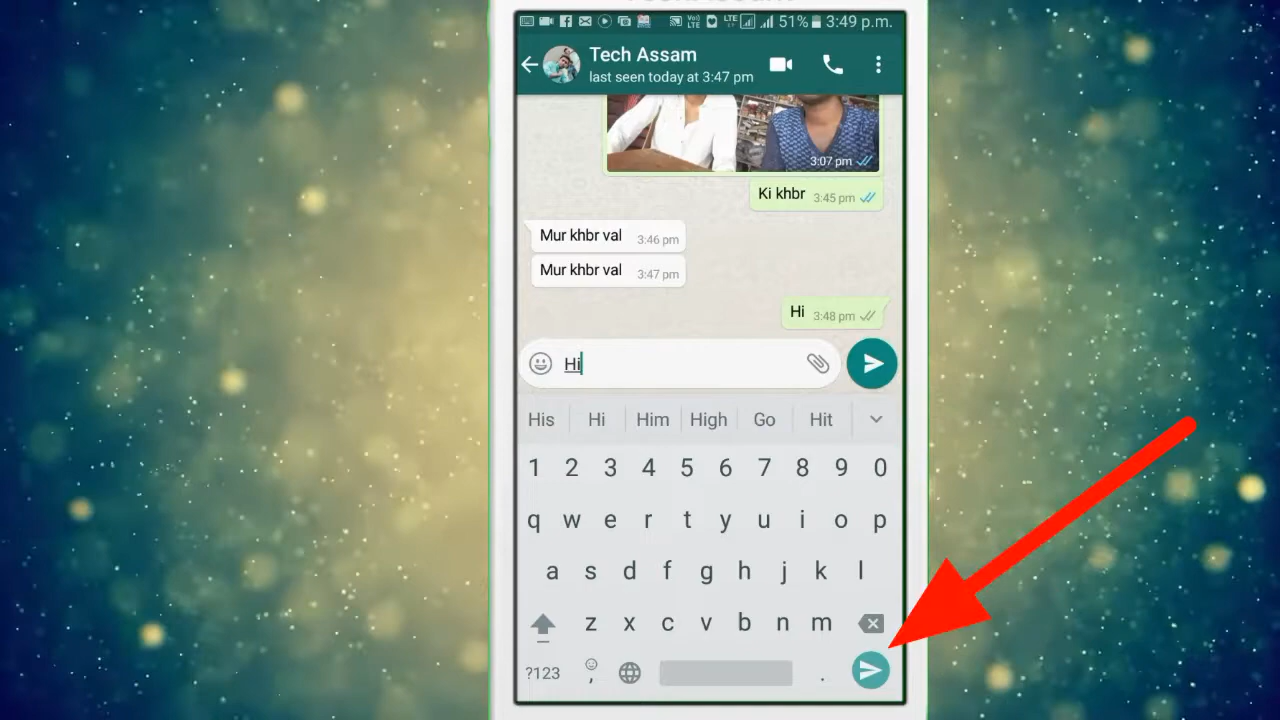 51% 3:49 p.m.
Tech Assam
last seen today at 3:47 pm
3:07 pm
Ki khbr 3:45 pm
Mur khbr val 3:46 pm
Mur khbr val 3:47 pm
Hi 3:48 pm
Hi
His Hi Him High Go Hit
1 2 3 4 5 6 7 8 9 0
q w e r t y u i o p
a s d f g h j k l
z x c v b n m
?123 , .